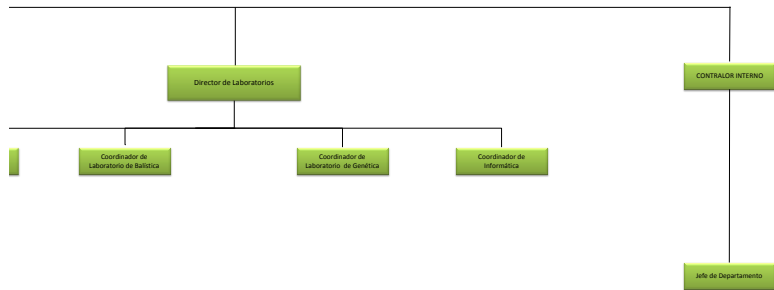 Director de Laboratorios
CONTRALOR INTERNO
Coordinador de
Laboratorio de Balística
Coordinador de
Laboratorio de Genética
Coordinador de
Informática
Jefe de Departamento